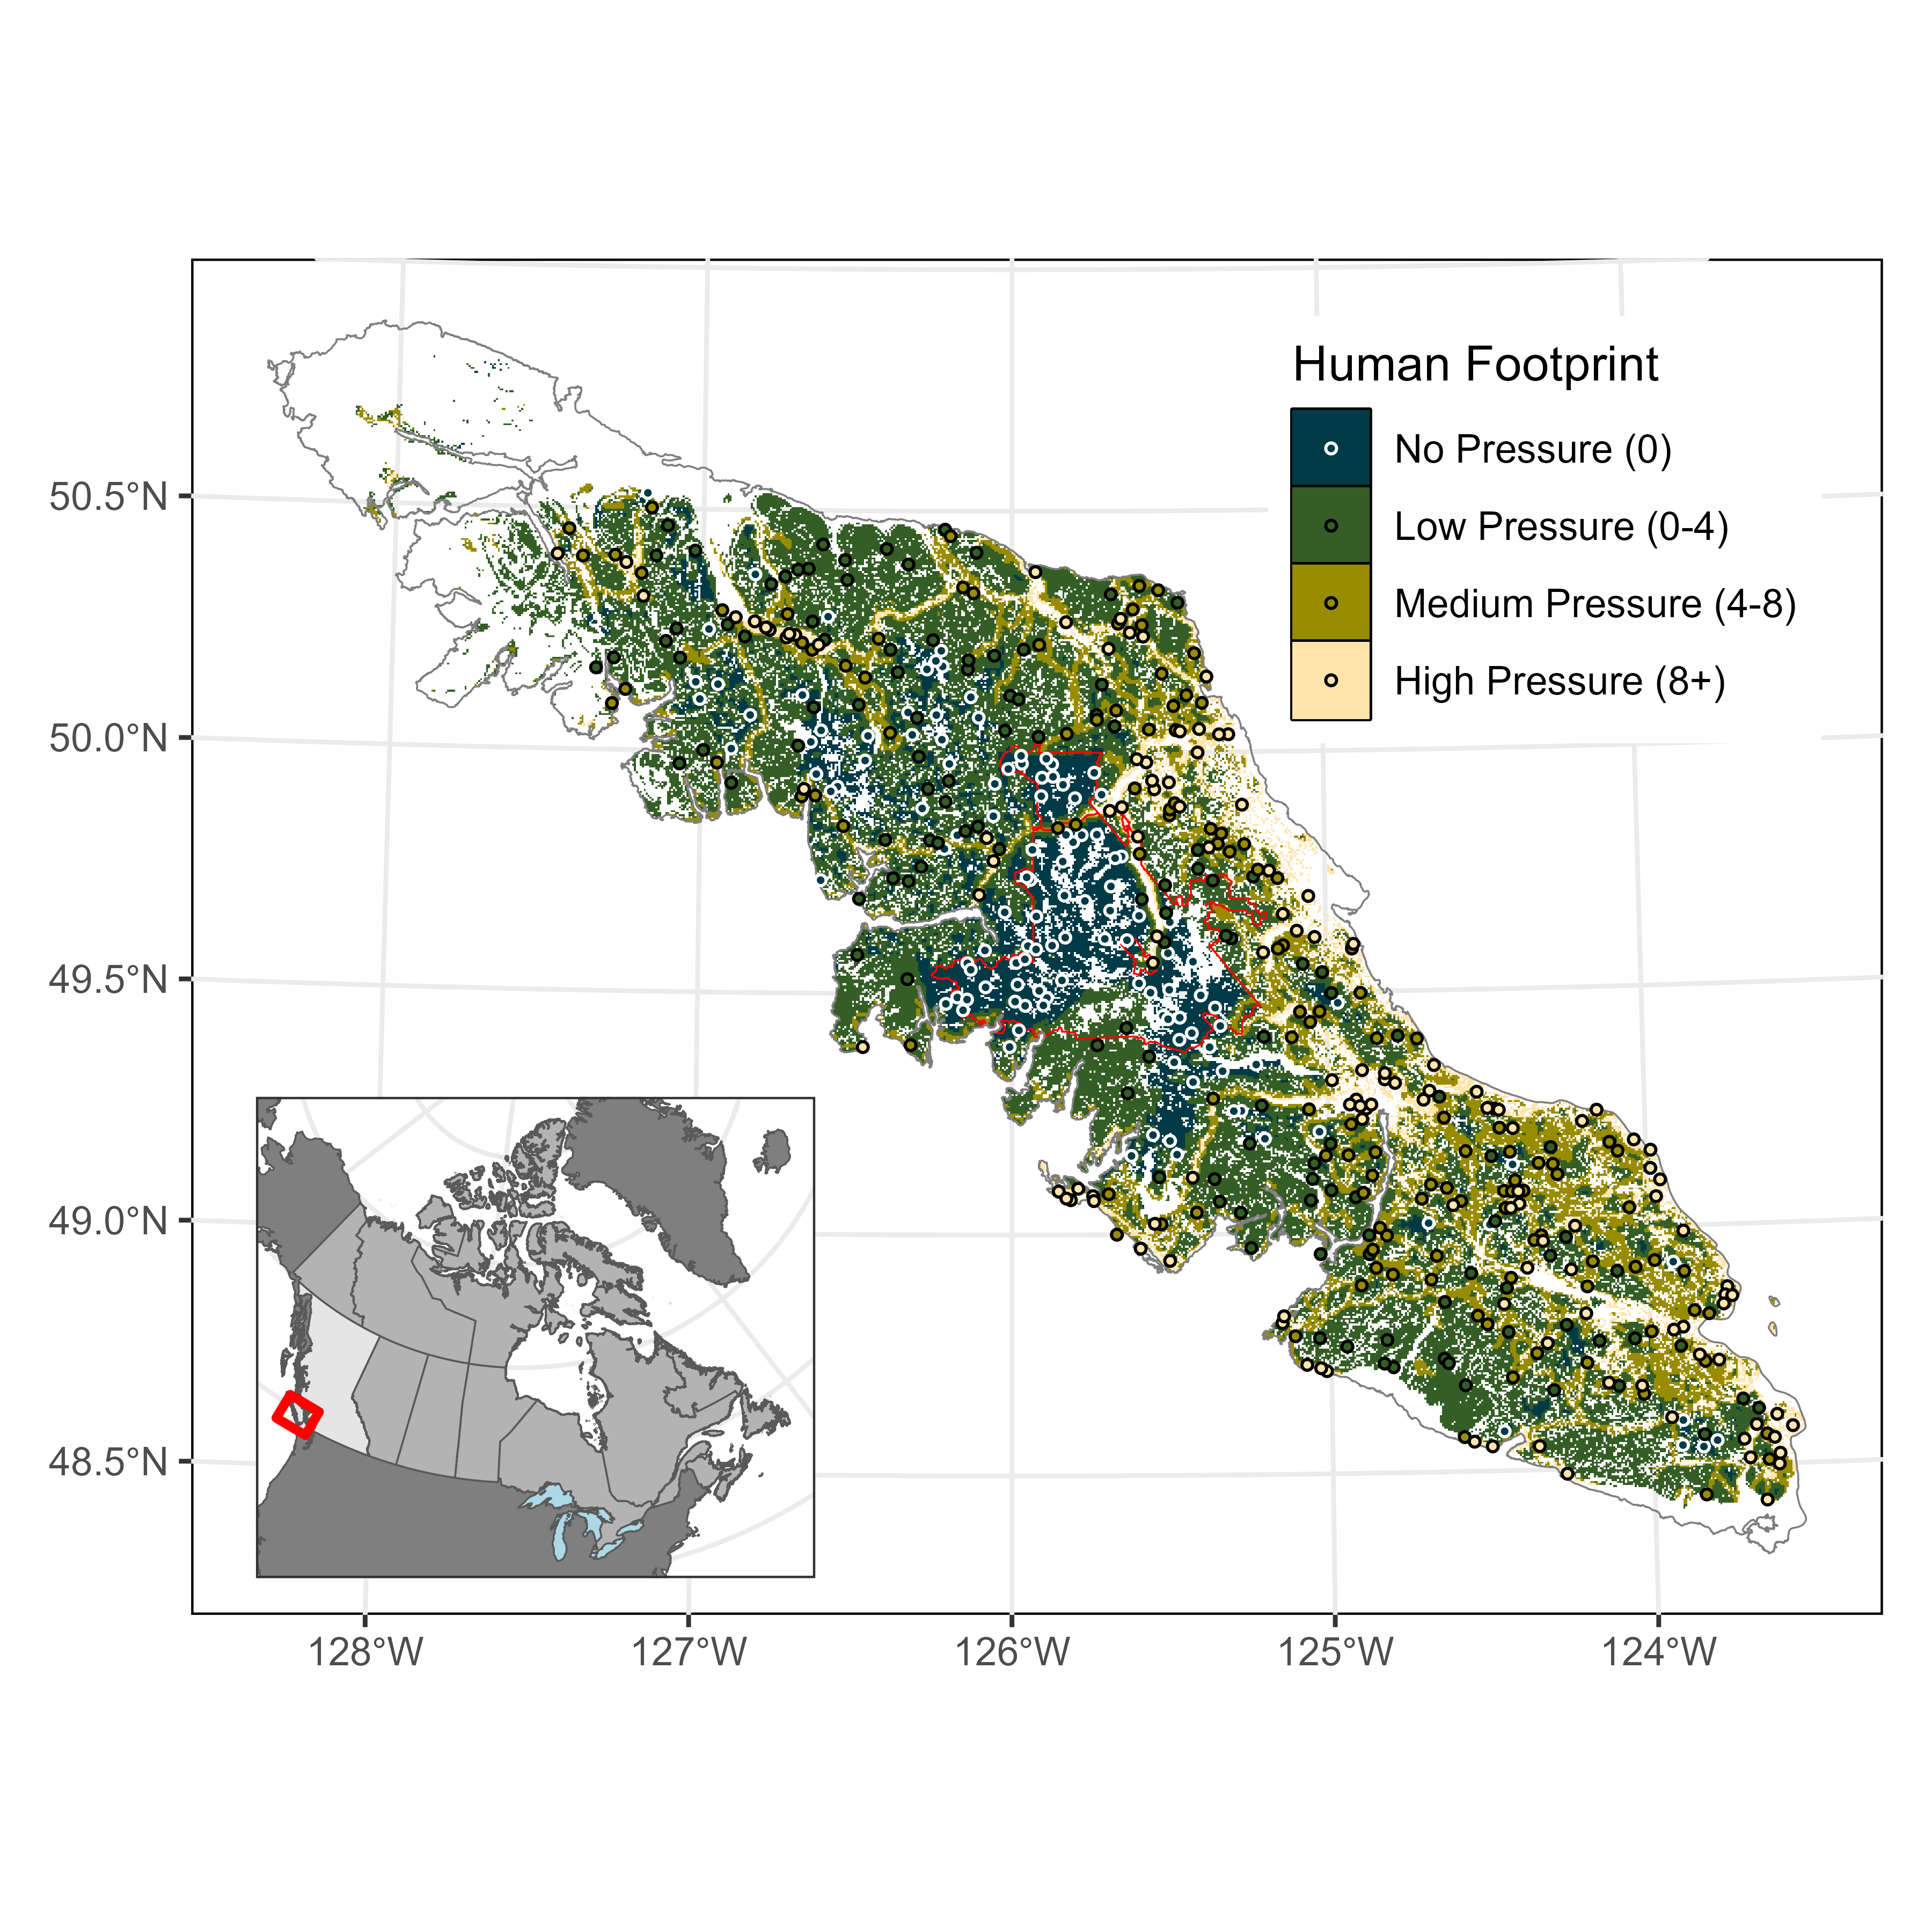 Human Footprint
No Pressure (0)
Low Pressure (0-4)
Medium Pressure (4-8)
High Pressure (8+)
50.5°N
50.0°N
49.5°N
49.0°N
48.5°N
128°W
127°W
126°W
125°W
124°W